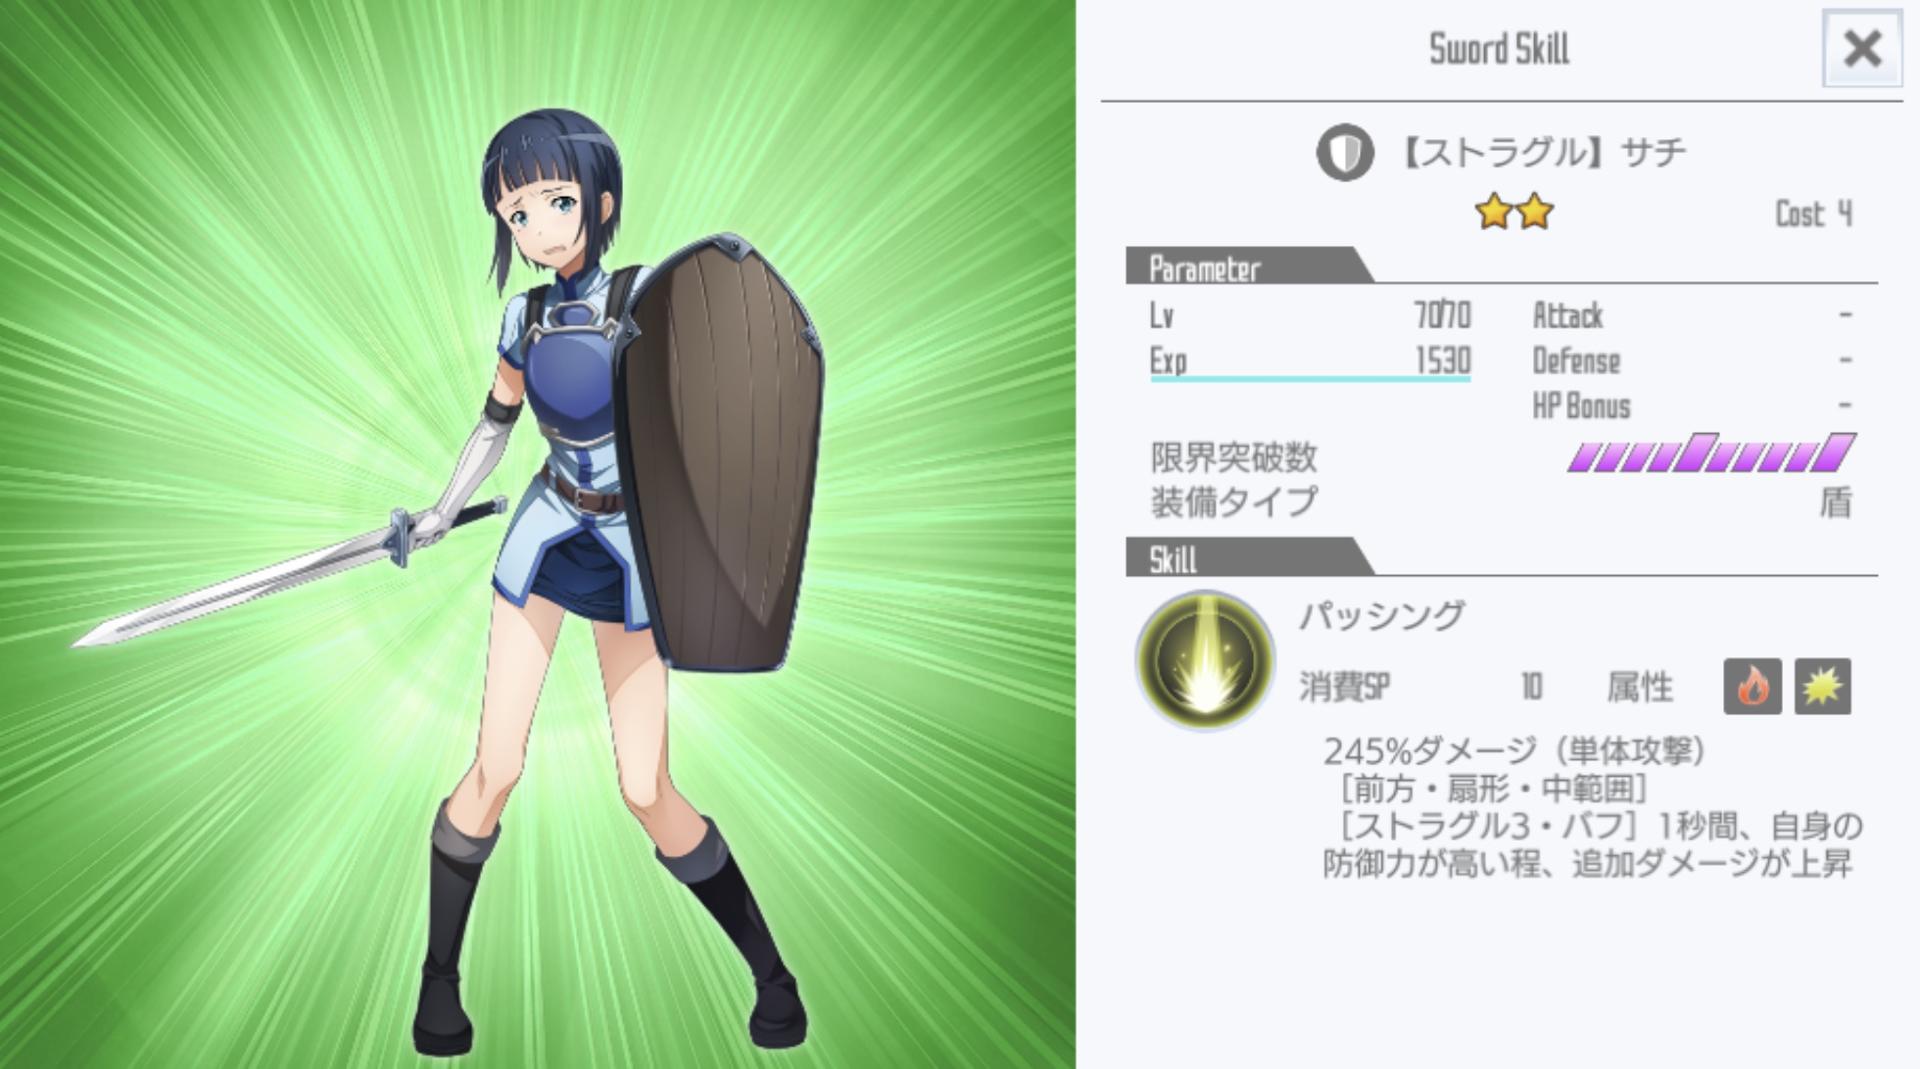 Sword Skill
【ストラグル】サチ
Cost 4
Parameter
Lv 70/70 Attack -
Exp 1530 Defense -
HP Bonus -
限界突破数
装備タイプ 盾
Skill
パッシング
消費SP 10 属性
245%ダメージ（単体攻撃）
［前方・扇形・中範囲］
［ストラグル3・バフ］1秒間、自身の
防御力が高い程、追加ダメージが上昇